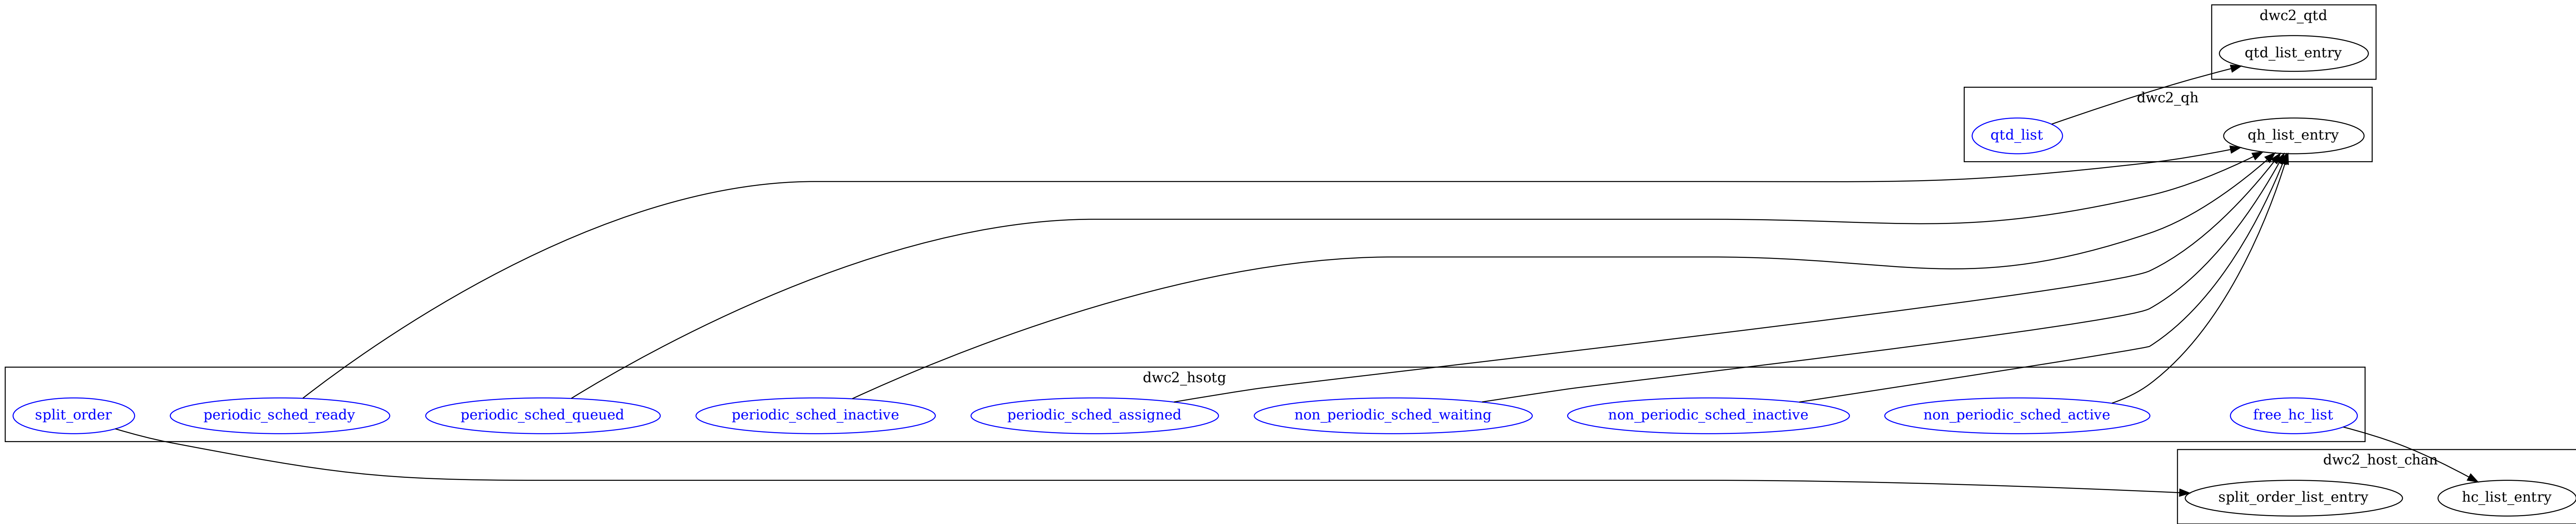 dwc2_qtd
qtd_list_entry
dwc2_qh
qtd_list
qh_list_entry
dwc2_hsotg
split_order
periodic_sched_ready
periodic_sched_queued
periodic_sched_inactive
periodic_sched_assigned
non_periodic_sched_waiting
non_periodic_sched_inactive
non_periodic_sched_active
free_hc_list
dwc2_host_chan
split_order_list_entry
hc_list_entry